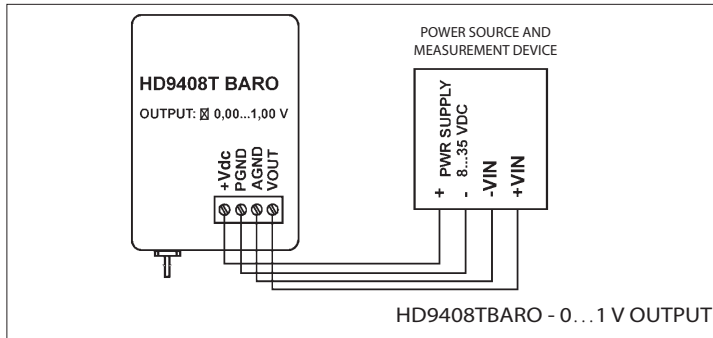 HD9408T BARO
OUTPUT: ☒ 0,00...1,00 V
+Vdc
PGND
AGND
VOUT
POWER SOURCE AND
MEASUREMENT DEVICE
+ PWR SUPPLY
- 8...35 VDC
-VIN
+VIN
HD9408TBARO - 0...1 V OUTPUT